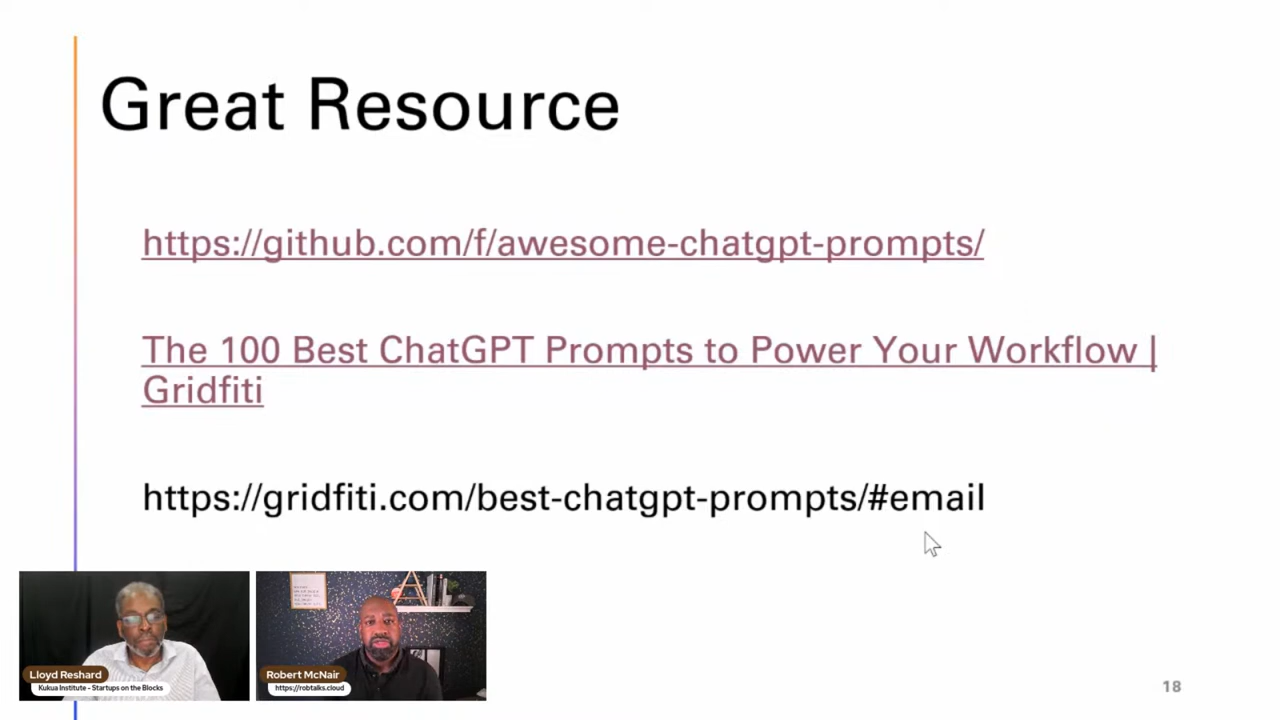 Great Resource
https://github.com/f/awesome-chatgpt-prompts/
The 100 Best ChatGPT Prompts to Power Your Workflow |
Gridfiti
https://gridfiti.com/best-chatgpt-prompts/#email
Lloyd Reshard
Kukua Institute - Startups on the Blocks
Robert McNair
https://robtalks.cloud
18